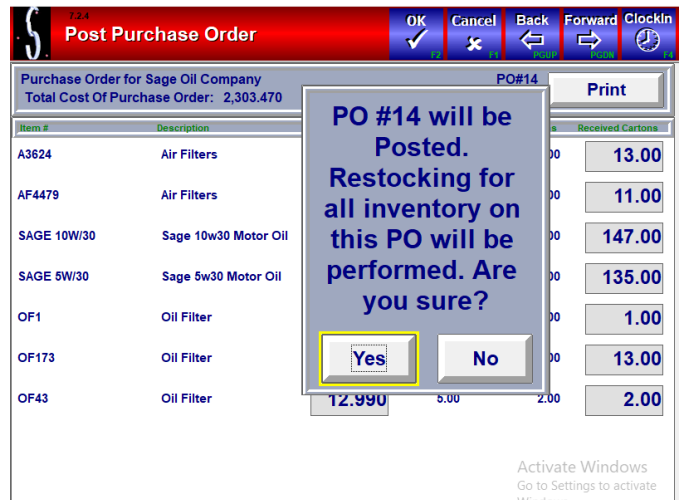 7.2.4
Post Purchase Order
OK
F2
Cancel
F1
Back
PGUP
Forward
PGDN
ClockIn
F4
Purchase Order for Sage Oil Company PO#14
Total Cost Of Purchase Order: 2,303.470
Print
Item # Description Received Cartons
A3624 Air Filters 13.00
AF4479 Air Filters 11.00
SAGE 10W/30 Sage 10w30 Motor Oil 147.00
SAGE 5W/30 Sage 5w30 Motor Oil 135.00
OF1 Oil Filter 1.00
OF173 Oil Filter 13.00
OF43 Oil Filter 12.990 5.00 2.00 2.00
PO #14 will be
Posted.
Restocking for
all inventory on
this PO will be
performed. Are
you sure?
Yes No
Activate Windows
Go to Settings to activate